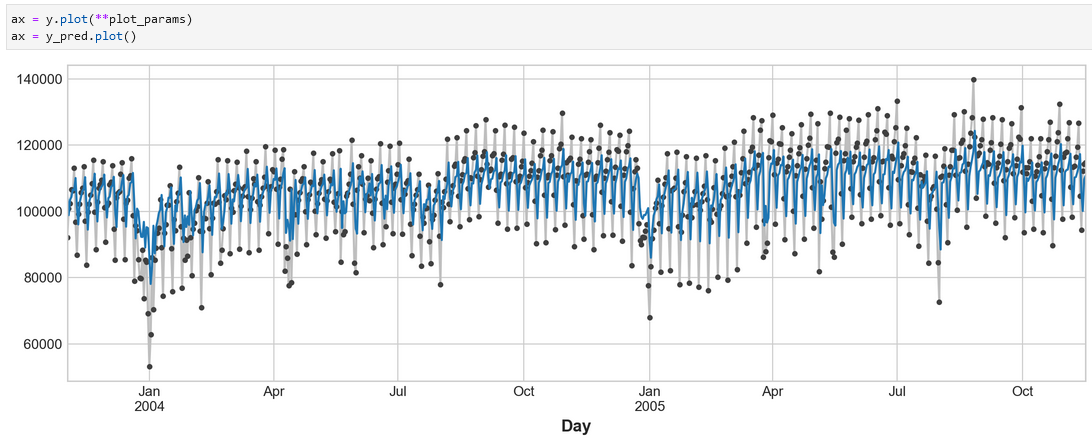 ax = y.plot(**plot_params)
ax = y_pred.plot()
140000
120000
100000
80000
60000
Jan Apr Jul Oct Jan Apr Jul Oct
2004 2005
Day